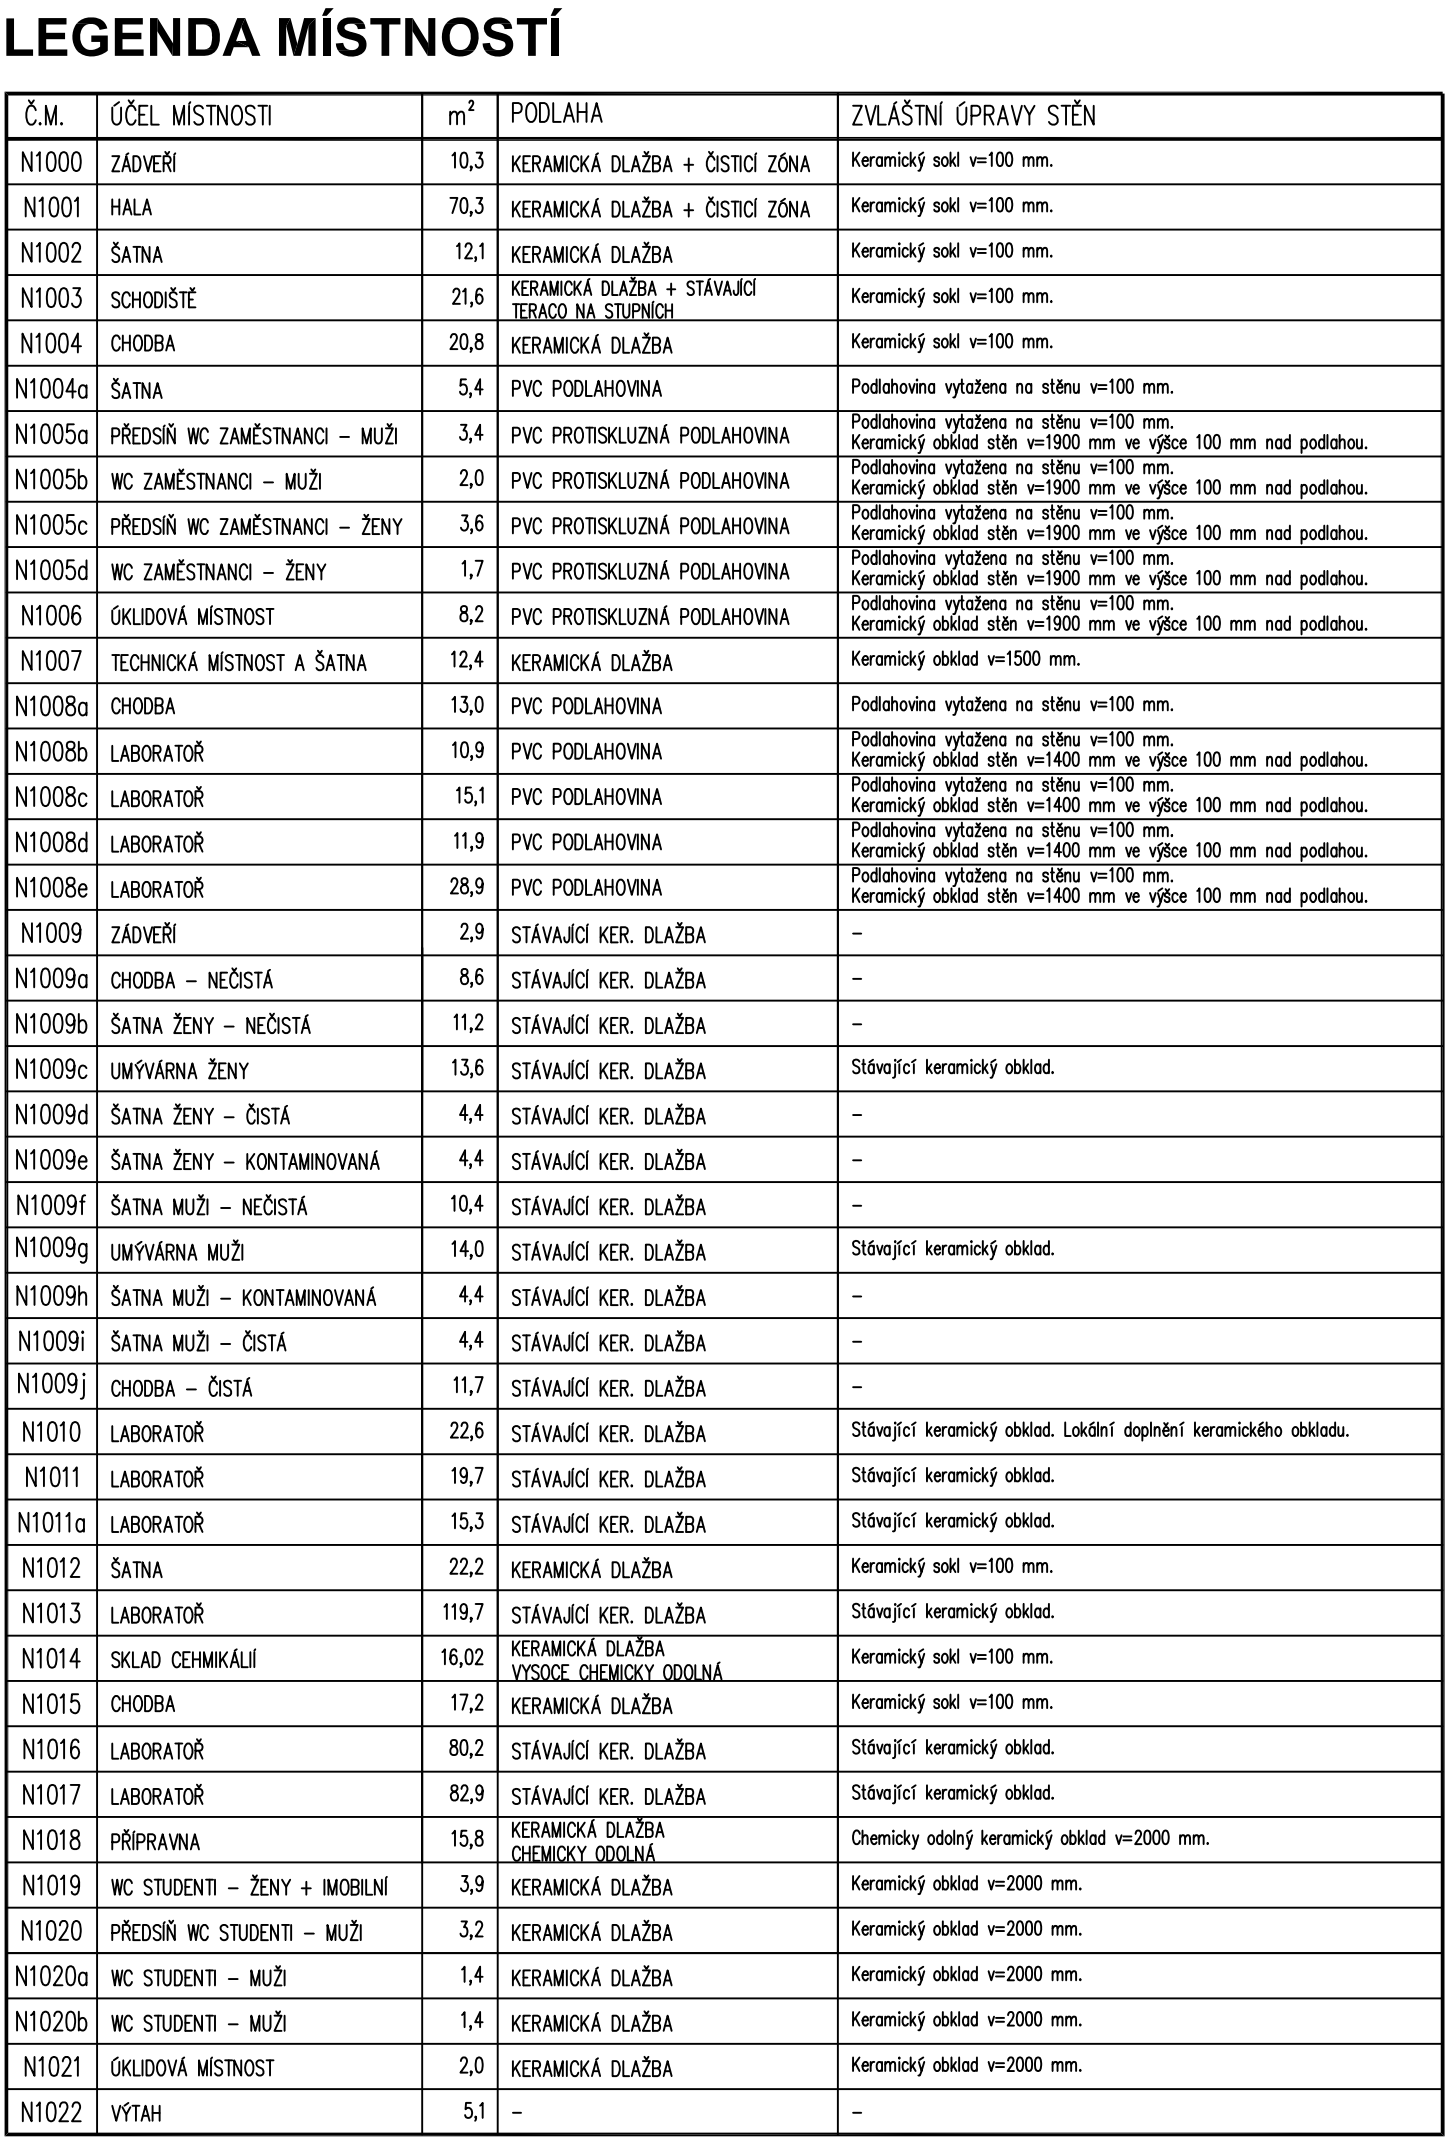 LEGENDA MÍSTNOSTÍ
Č.M. ÚČEL MÍSTNOSTI m² PODLAHA ZVLÁŠTNÍ ÚPRAVY STĚN
N1000 ZÁDVEŘÍ 10,3 KERAMICKÁ DLAŽBA + ČISTICÍ ZÓNA Keramický sokl v=100 mm.
N1001 HALA 70,3 KERAMICKÁ DLAŽBA + ČISTICÍ ZÓNA Keramický sokl v=100 mm.
N1002 ŠATNA 12,1 KERAMICKÁ DLAŽBA Keramický sokl v=100 mm.
N1003 SCHODIŠTĚ 21,6 KERAMICKÁ DLAŽBA + STÁVAJÍCÍ Keramický sokl v=100 mm.
TERACO NA STUPNÍCH
N1004 CHODBA 20,8 KERAMICKÁ DLAŽBA Keramický sokl v=100 mm.
N1004a ŠATNA 5,4 PVC PODLAHOVINA Podlahovina vytažena na stěnu v=100 mm.
N1005a PŘEDSÍŇ WC ZAMĚSTNANCI – MUŽI 3,4 PVC PROTISKLUZNÁ PODLAHOVINA Podlahovina vytažena na stěnu v=100 mm.
Keramický obklad stěn v=1900 mm ve výšce 100 mm nad podlahou.
N1005b WC ZAMĚSTNANCI – MUŽI 2,0 PVC PROTISKLUZNÁ PODLAHOVINA Podlahovina vytažena na stěnu v=100 mm.
Keramický obklad stěn v=1900 mm ve výšce 100 mm nad podlahou.
N1005c PŘEDSÍŇ WC ZAMĚSTNANCI – ŽENY 3,6 PVC PROTISKLUZNÁ PODLAHOVINA Podlahovina vytažena na stěnu v=100 mm.
Keramický obklad stěn v=1900 mm ve výšce 100 mm nad podlahou.
N1005d WC ZAMĚSTNANCI – ŽENY 1,7 PVC PROTISKLUZNÁ PODLAHOVINA Podlahovina vytažena na stěnu v=100 mm.
Keramický obklad stěn v=1900 mm ve výšce 100 mm nad podlahou.
N1006 ÚKLIDOVÁ MÍSTNOST 8,2 PVC PROTISKLUZNÁ PODLAHOVINA Podlahovina vytažena na stěnu v=100 mm.
Keramický obklad stěn v=1900 mm ve výšce 100 mm nad podlahou.
N1007 TECHNICKÁ MÍSTNOST A ŠATNA 12,4 KERAMICKÁ DLAŽBA Keramický obklad v=1500 mm.
N1008a CHODBA 13,0 PVC PODLAHOVINA Podlahovina vytažena na stěnu v=100 mm.
N1008b LABORATOŘ 10,9 PVC PODLAHOVINA Podlahovina vytažena na stěnu v=100 mm.
Keramický obklad stěn v=1400 mm ve výšce 100 mm nad podlahou.
N1008c LABORATOŘ 15,1 PVC PODLAHOVINA Podlahovina vytažena na stěnu v=100 mm.
Keramický obklad stěn v=1400 mm ve výšce 100 mm nad podlahou.
N1008d LABORATOŘ 11,9 PVC PODLAHOVINA Podlahovina vytažena na stěnu v=100 mm.
Keramický obklad stěn v=1400 mm ve výšce 100 mm nad podlahou.
N1008e LABORATOŘ 28,9 PVC PODLAHOVINA Podlahovina vytažena na stěnu v=100 mm.
Keramický obklad stěn v=1400 mm ve výšce 100 mm nad podlahou.
N1009 ZÁDVEŘÍ 2,9 STÁVAJÍCÍ KER. DLAŽBA –
N1009a CHODBA – NEČISTÁ 8,6 STÁVAJÍCÍ KER. DLAŽBA –
N1009b ŠATNA ŽENY – NEČISTÁ 11,2 STÁVAJÍCÍ KER. DLAŽBA –
N1009c UMÝVÁRNA ŽENY 13,6 STÁVAJÍCÍ KER. DLAŽBA Stávající keramický obklad.
N1009d ŠATNA ŽENY – ČISTÁ 4,4 STÁVAJÍCÍ KER. DLAŽBA –
N1009e ŠATNA ŽENY – KONTAMINOVANÁ 4,4 STÁVAJÍCÍ KER. DLAŽBA –
N1009f ŠATNA MUŽI – NEČISTÁ 10,4 STÁVAJÍCÍ KER. DLAŽBA –
N1009g UMÝVÁRNA MUŽI 14,0 STÁVAJÍCÍ KER. DLAŽBA Stávající keramický obklad.
N1009h ŠATNA MUŽI – KONTAMINOVANÁ 4,4 STÁVAJÍCÍ KER. DLAŽBA –
N1009i ŠATNA MUŽI – ČISTÁ 4,4 STÁVAJÍCÍ KER. DLAŽBA –
N1009j CHODBA – ČISTÁ 11,7 STÁVAJÍCÍ KER. DLAŽBA –
N1010 LABORATOŘ 22,6 STÁVAJÍCÍ KER. DLAŽBA Stávající keramický obklad. Lokální doplnění keramického obkladu.
N1011 LABORATOŘ 19,7 STÁVAJÍCÍ KER. DLAŽBA Stávající keramický obklad.
N1011a LABORATOŘ 15,3 STÁVAJÍCÍ KER. DLAŽBA Stávající keramický obklad.
N1012 ŠATNA 22,2 KERAMICKÁ DLAŽBA Keramický sokl v=100 mm.
N1013 LABORATOŘ 119,7 STÁVAJÍCÍ KER. DLAŽBA Stávající keramický obklad.
N1014 SKLAD CEHMIKÁLIÍ 16,02 KERAMICKÁ DLAŽBA Keramický sokl v=100 mm.
VYSOCE CHEMICKY ODOLNÁ
N1015 CHODBA 17,2 KERAMICKÁ DLAŽBA Keramický sokl v=100 mm.
N1016 LABORATOŘ 80,2 STÁVAJÍCÍ KER. DLAŽBA Stávající keramický obklad.
N1017 LABORATOŘ 82,9 STÁVAJÍCÍ KER. DLAŽBA Stávající keramický obklad.
N1018 PŘÍPRAVNA 15,8 KERAMICKÁ DLAŽBA Chemicky odolný keramický obklad v=2000 mm.
CHEMICKY ODOLNÁ
N1019 WC STUDENTI – ŽENY + IMOBILNÍ 3,9 KERAMICKÁ DLAŽBA Keramický obklad v=2000 mm.
N1020 PŘEDSÍŇ WC STUDENTI – MUŽI 3,2 KERAMICKÁ DLAŽBA Keramický obklad v=2000 mm.
N1020a WC STUDENTI – MUŽI 1,4 KERAMICKÁ DLAŽBA Keramický obklad v=2000 mm.
N1020b WC STUDENTI – MUŽI 1,4 KERAMICKÁ DLAŽBA Keramický obklad v=2000 mm.
N1021 ÚKLIDOVÁ MÍSTNOST 2,0 KERAMICKÁ DLAŽBA Keramický obklad v=2000 mm.
N1022 VÝTAH 5,1 – –